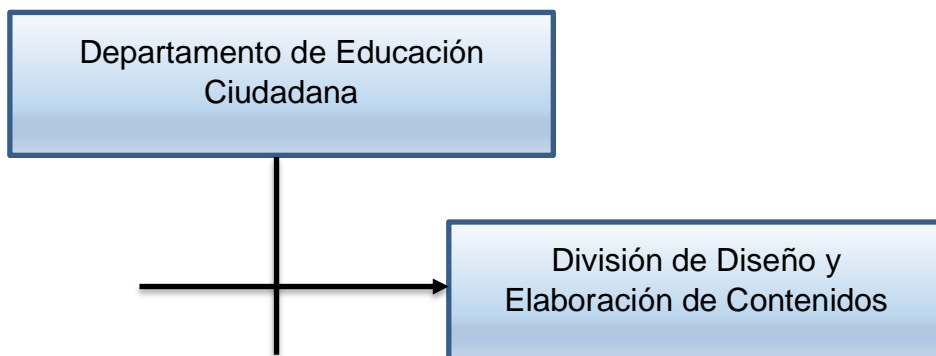 Departamento de Educación
Ciudadana
División de Diseño y
Elaboración de Contenidos